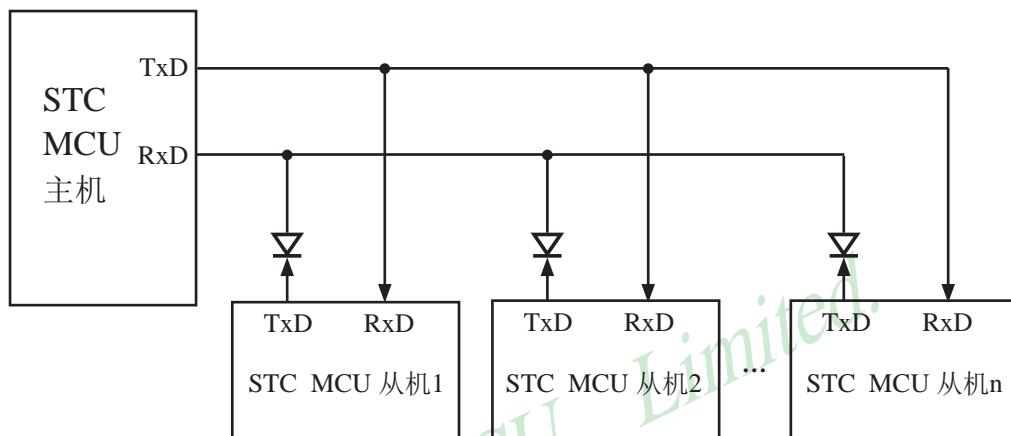 TxD
STC
MCU
主机
RxD
TxD
RxD
TxD
RxD
TxD
RxD
STC MCU 从机1
STC MCU 从机2
...
STC MCU 从机n
Limited.